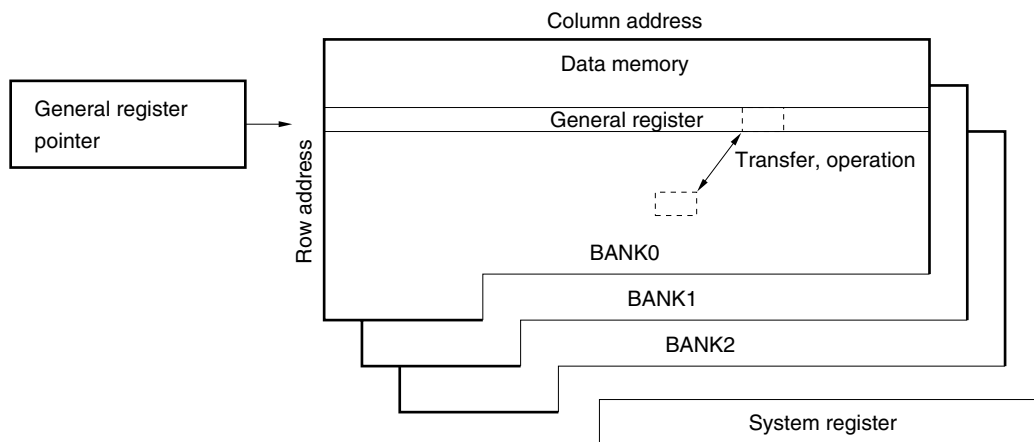 Column address
Data memory
General register
pointer
General register
Transfer, operation
Row address
BANK0
BANK1
BANK2
System register